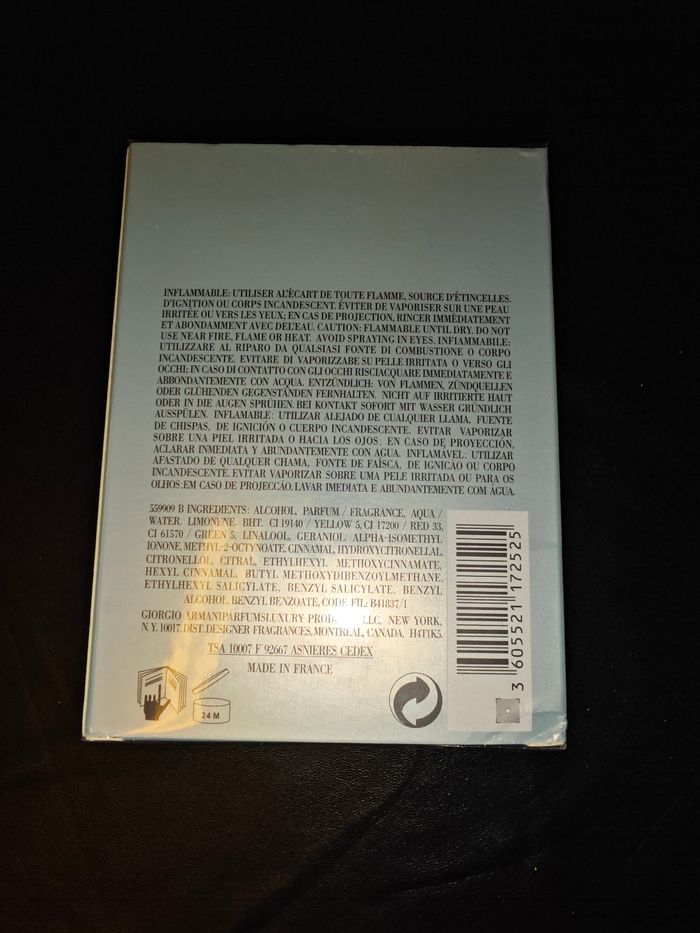 INFLAMMABLE: UTILISER AL'ÉCART DE TOUTE FLAMME, SOURCE D'ÉTINCELLES,
D'IGNITION OU CORPS INCANDESCENT. ÉVITER DE VAPORISER SUR UNE PEAU
IRRITÉE OU VERS LES YEUX; EN CAS DE PROJECTION, RINCER IMMÉDIATEMENT
ET ABONDAMMENT AVEC DEL'EAU. CAUTION: FLAMMABLE UNTIL DRY. DO NOT
USE NEAR FIRE, FLAME OR HEAT. AVOID SPRAYING IN EYES. INFIAMMABILE:
UTILIZZARE AL RIPARO DA QUALSIASI FONTE DI COMBUSTIONE O CORPO
INCANDESCENTE. EVITARE DI VAPORIZZABE SU PELLE IRRITATA O VERSO GLI
OCCHI; IN CASO DI CONTATTO CON GLI OCCHI RISCIACQUARE IMMEDIATAMENTE E
ABBONDANTEMENTE CON ACQUA. ENTZÜNDLICH: VON FLAMMEN, ZÜNDQUELLEN
ODER GLÜHENDEN GEGENSTÄNDEN FERNHALTEN. NICHT AUF IRRITIERTE HAUT
ODER IN DIE AUGEN SPRÜHEN. BEI KONTAKT SOFORT MIT WASSER GRÜNDLICH
AUSSPÜLEN. INFLAMABLE: UTILIZAR ALEJADO DE CUALQUIER LLAMA. FUENTE
DE CHISPAS, DE IGNICIÓN O CUERPO INCANDESCENTE. EVITAR VAPORIZAR
SOBRE UNA PIEL IRRITADA O HACIA LOS OJOS; EN CASO DE PROYECCIÓN,
ACLARAR INMEDIATA Y ABUNDANTEMENTE CON AGUA. INFLAMÁVEL: UTILIZAR
AFASTADO DE QUALQUER CHAMA, FONTE DE FAÍSCA, DE IGNICAO OU CORPO
INCANDESCENTE. EVITAR VAPORIZAR SOBRE UMA PELE IRRITADA OU PARA OS
OLHOS;EM CASO DE PROJECCÃO, LAVAR IMEDIATA E ABUNDANTEMENTE COM ÁGUA.
559909 B INGREDIENTS: ALCOHOL, PARFUM / FRAGRANCE, AQUA /
WATER. LIMONENE, BHT. CI 19140 / YELLOW 5, CI 17200 / RED 33,
CI 61570 / GREEN 5, LINALOOL, GERANIOL, ALPHA-ISOMETHYL
IONONE, METHYL-2-OCTYNOATE, CINNAMAL, HYDROXYCITRONELLAL,
CITRONELLOL, CITRAL, ETHYLHEXYL METHOXYCINNAMATE,
HEXYL CINNAMAL, BUTYL METHOXYDIBENZOYLMETHANE,
ETHYLHEXYL SALICYLATE, BENZYL SALICYLATE, BENZYL
ALCOHOL, BENZYL BENZOATE, CODE FIL: B41837/1
GIORGIO ARMANIPARFUMSLUXURY LLC, NEW YORK,
N.Y. 10017. DIST. DESIGNER FRAGRANCES, MONTREAL, CANADA, H4T1K5.
TSA 10007 F 92667 ASNIERES CEDEX
MADE IN FRANCE
24 M
3 605521 172525